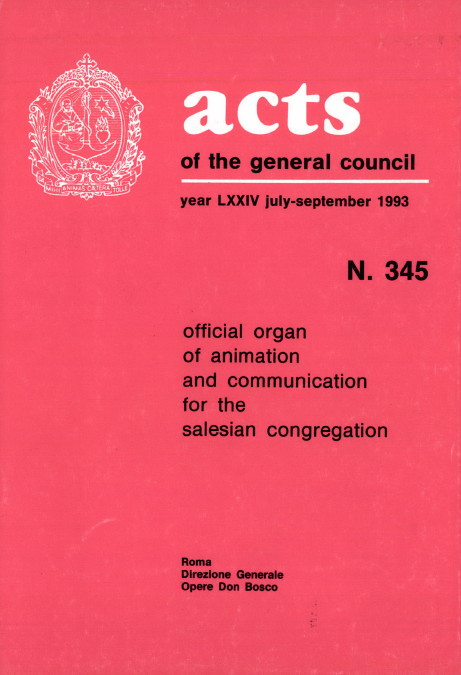 acts
of the general council
year LXXIV july-september 1993
N. 345
official organ
of animation
and communication
for the
salesian congregation
Roma
Direzione Generale
Opere Don Bosco